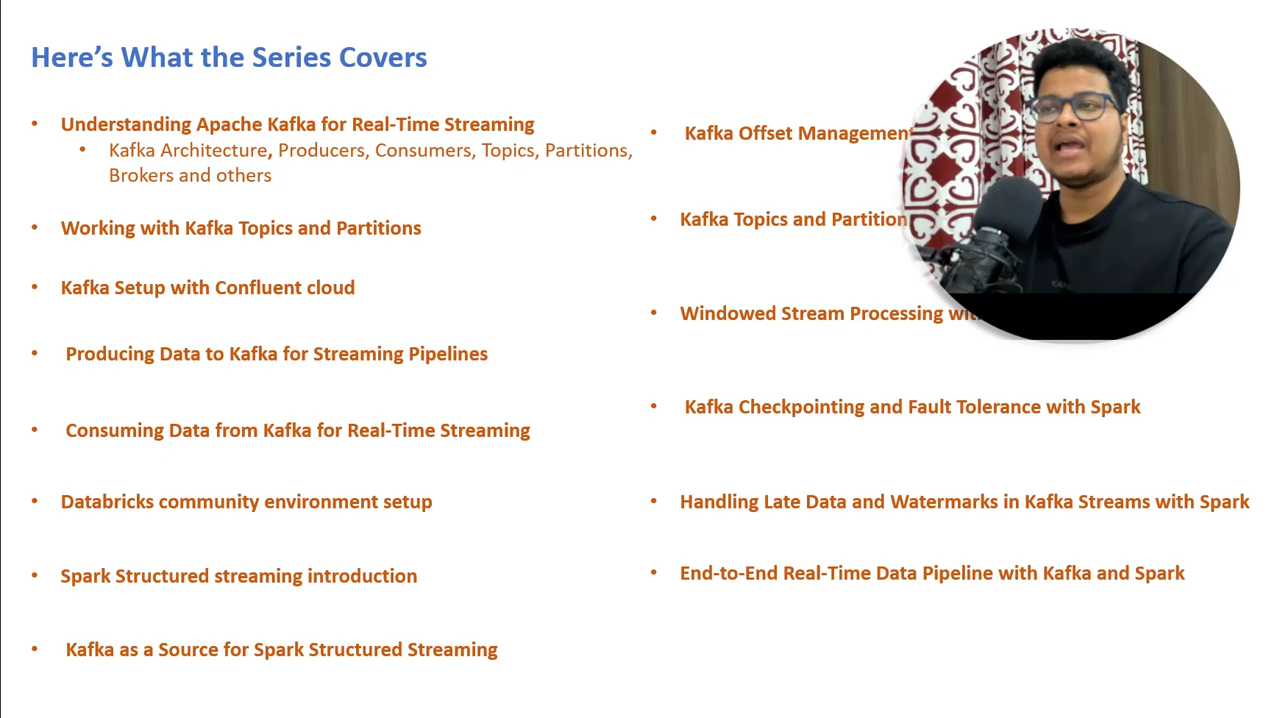 Here's What the Series Covers
• Understanding Apache Kafka for Real-Time Streaming
• Kafka Architecture, Producers, Consumers, Topics, Partitions,
Brokers and others
• Working with Kafka Topics and Partitions
• Kafka Setup with Confluent cloud
• Producing Data to Kafka for Streaming Pipelines
• Consuming Data from Kafka for Real-Time Streaming
• Databricks community environment setup
• Spark Structured streaming introduction
• Kafka as a Source for Spark Structured Streaming
• Kafka Offset Management
• Kafka Topics and Partition
• Windowed Stream Processing with
• Kafka Checkpointing and Fault Tolerance with Spark
• Handling Late Data and Watermarks in Kafka Streams with Spark
• End-to-End Real-Time Data Pipeline with Kafka and Spark